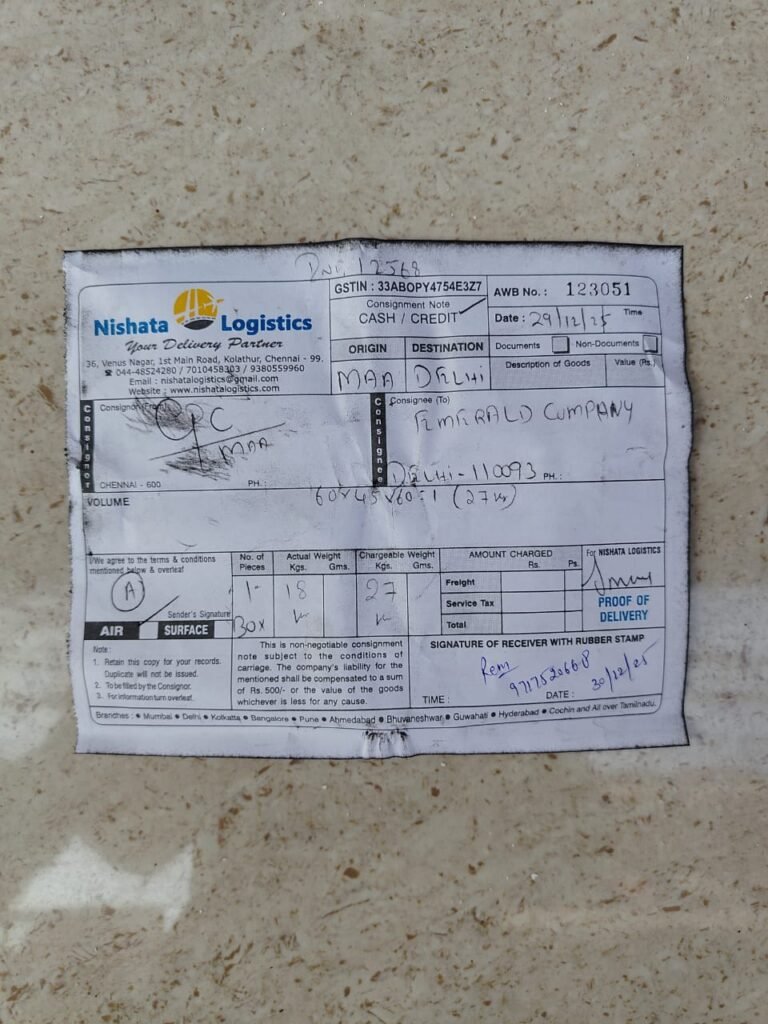 12568
Nishata Logistics
Your Delivery Partner
36, Venus Nagar, 1st Main Road, Kolathur, Chennai - 99.
☎ 044-48524280 / 7010458303 / 9380559960
Email : nishatalogistics@gmail.com
Website : www.nishatalogistics.com
GSTIN : 33ABOPY4754E3Z7
Consignment Note
CASH / CREDIT
AWB No.: 123051
Date : 29/12/25 Time
ORIGIN DESTINATION
MAA DELHI
Documents Non-Documents
Description of Goods Value (Rs.)
Consignor
Consignor (From)
C
MAA
CHENNAI - 600 PH.:
Consignee
Consignee (To)
EMERALD COMPANY
DELHI-110093 PH.:
VOLUME
60x45x60:1 (27
I/We agree to the terms & conditions
mentioned below & overleaf
A
Sender's Signature
AIR SURFACE
No. of Pieces Actual Weight Kgs. Gms. Chargeable Weight Kgs. Gms.
1- 18 27
Box
AMOUNT CHARGED
Rs. Ps.
Freight
Service Tax
Total
For NISHATA LOGISTICS
PROOF OF
DELIVERY
Note :
1. Retain this copy for your records.
Duplicate will not be issued.
2. To be filled by the Consignor.
3. For information turn overleaf.
This is non-negotiable consignment
note subject to the conditions of
carriage. The company's liability for the
mentioned shall be compensated to a sum
of Rs.500/- or the value of the goods
whichever is less for any cause.
SIGNATURE OF RECEIVER WITH RUBBER STAMP
9717520668
30/12/25
TIME : DATE :
Branches : ● Mumbai ● Delhi ● Kolkatta ● Bangalore ● Pune ● Ahmedabad ● Bhuvaneshwar ● Guwahati ● Hyderabad ● Cochin and All over Tamilnadu.